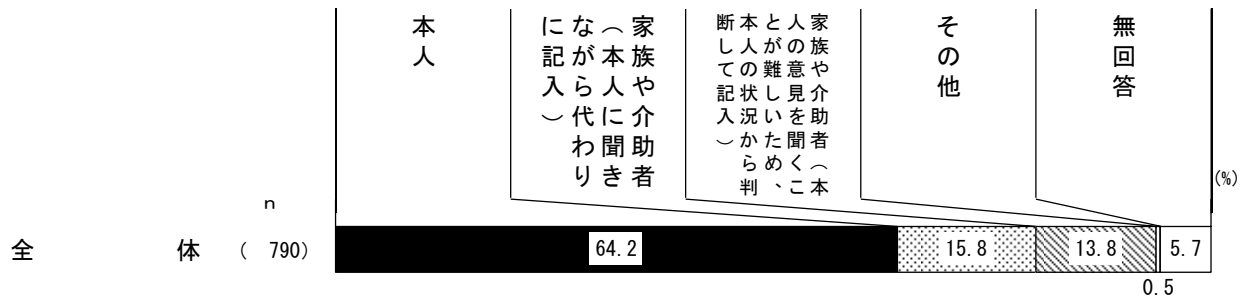 本人
家族や介助者
（本人に聞き
ながら代わり
に記入）
家族や介助者（本
人の意見を聞くこ
とが難しいため、
本人の状況から判
断して記入）
その他
無回答
(%)
n
全体 ( 790)
64.2
15.8
13.8
5.7
0.5